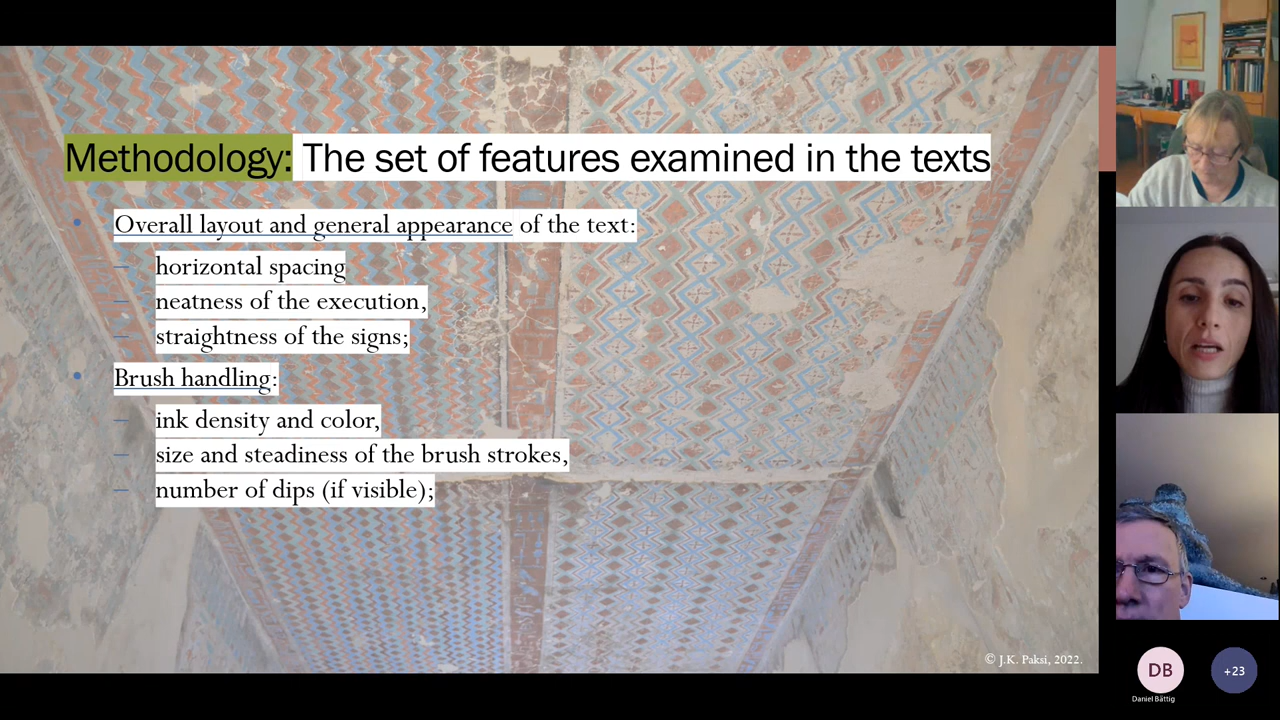 Methodology: The set of features examined in the texts
• Overall layout and general appearance of the text:
– horizontal spacing
– neatness of the execution,
– straightness of the signs;
• Brush handling:
– ink density and color,
– size and steadiness of the brush strokes,
– number of dips (if visible);
© J.K. Paksi, 2022.
DB
Daniel Bättig
+23